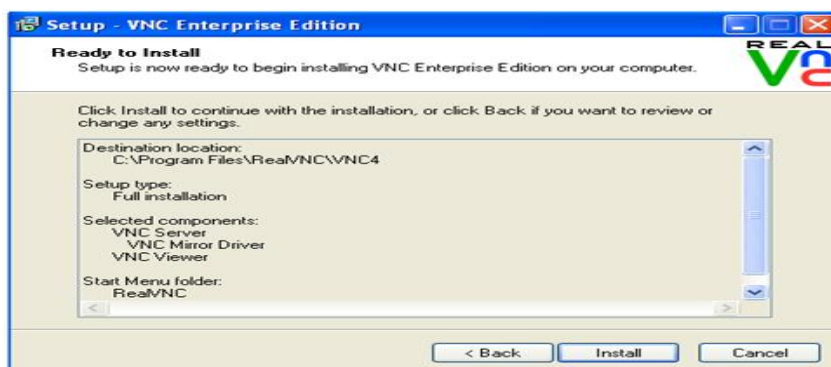 Setup - VNC Enterprise Edition
Ready to Install
Setup is now ready to begin installing VNC Enterprise Edition on your computer.
REAL
VNC
Click Install to continue with the installation, or click Back if you want to review or
change any settings.
Destination location:
C:\Program Files\RealVNC\VNC4
Setup type:
Full installation
Selected components:
VNC Server
VNC Mirror Driver
VNC Viewer
Start Menu folder:
RealVNC
< Back
Install
Cancel